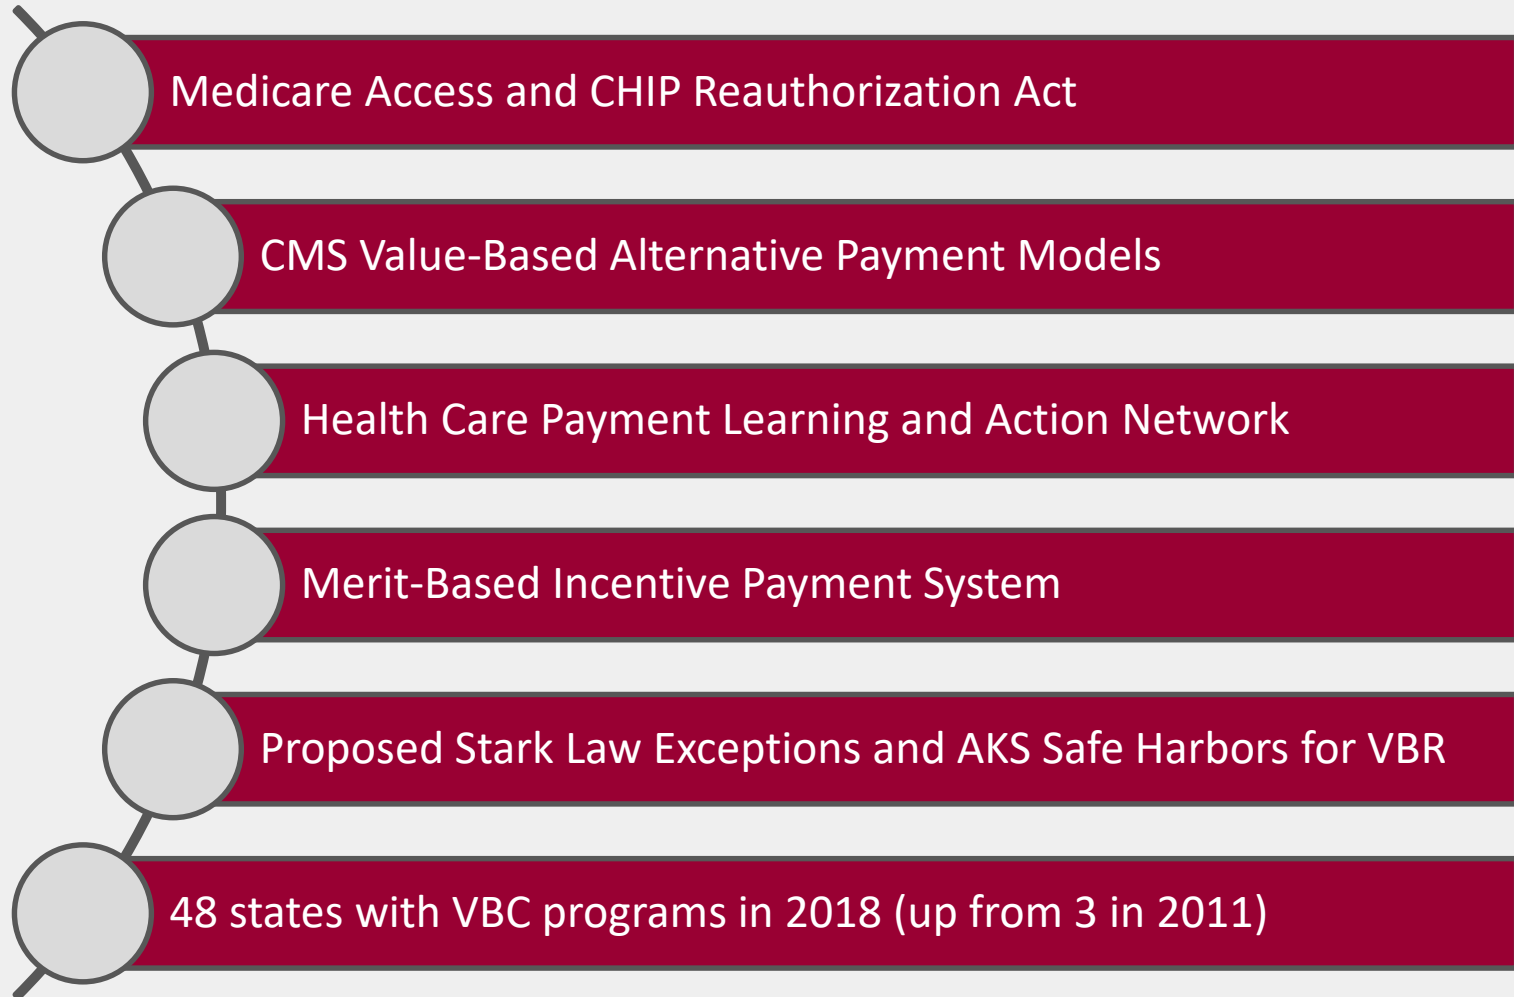 Medicare Access and CHIP Reauthorization Act
CMS Value-Based Alternative Payment Models
Health Care Payment Learning and Action Network
Merit-Based Incentive Payment System
Proposed Stark Law Exceptions and AKS Safe Harbors for VBR
48 states with VBC programs in 2018 (up from 3 in 2011)